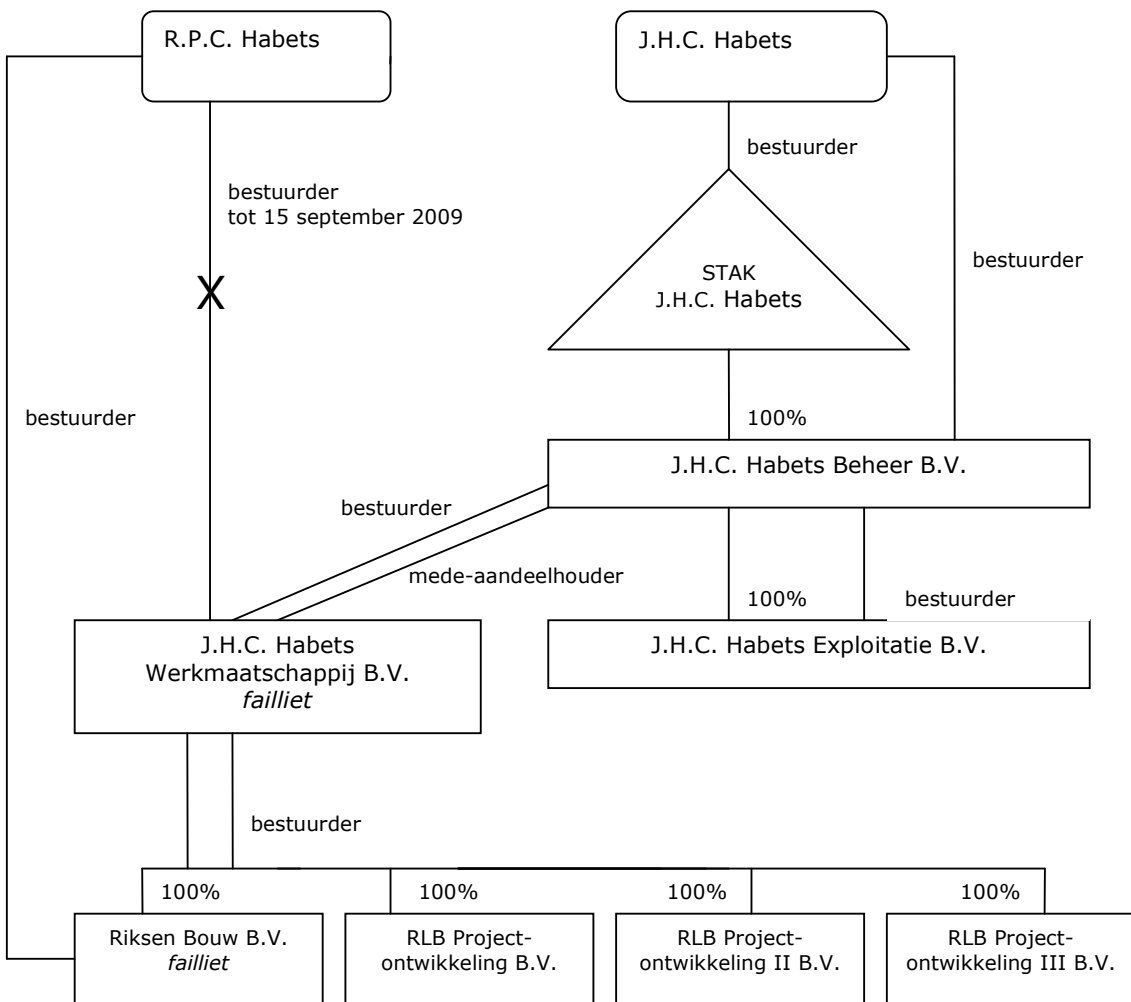 R.P.C. Habets
J.H.C. Habets
bestuurder
bestuurder
tot 15 september 2009
bestuurder
STAK
J.H.C. Habets
X
bestuurder
100%
J.H.C. Habets Beheer B.V.
bestuurder
mede-aandeelhouder
100%
bestuurder
J.H.C. Habets
Werkmaatschappij B.V.
failliet
J.H.C. Habets Exploitatie B.V.
bestuurder
100%
100%
100%
100%
Riksen Bouw B.V.
failliet
RLB Project-
ontwikkeling B.V.
RLB Project-
ontwikkeling II B.V.
RLB Project-
ontwikkeling III B.V.